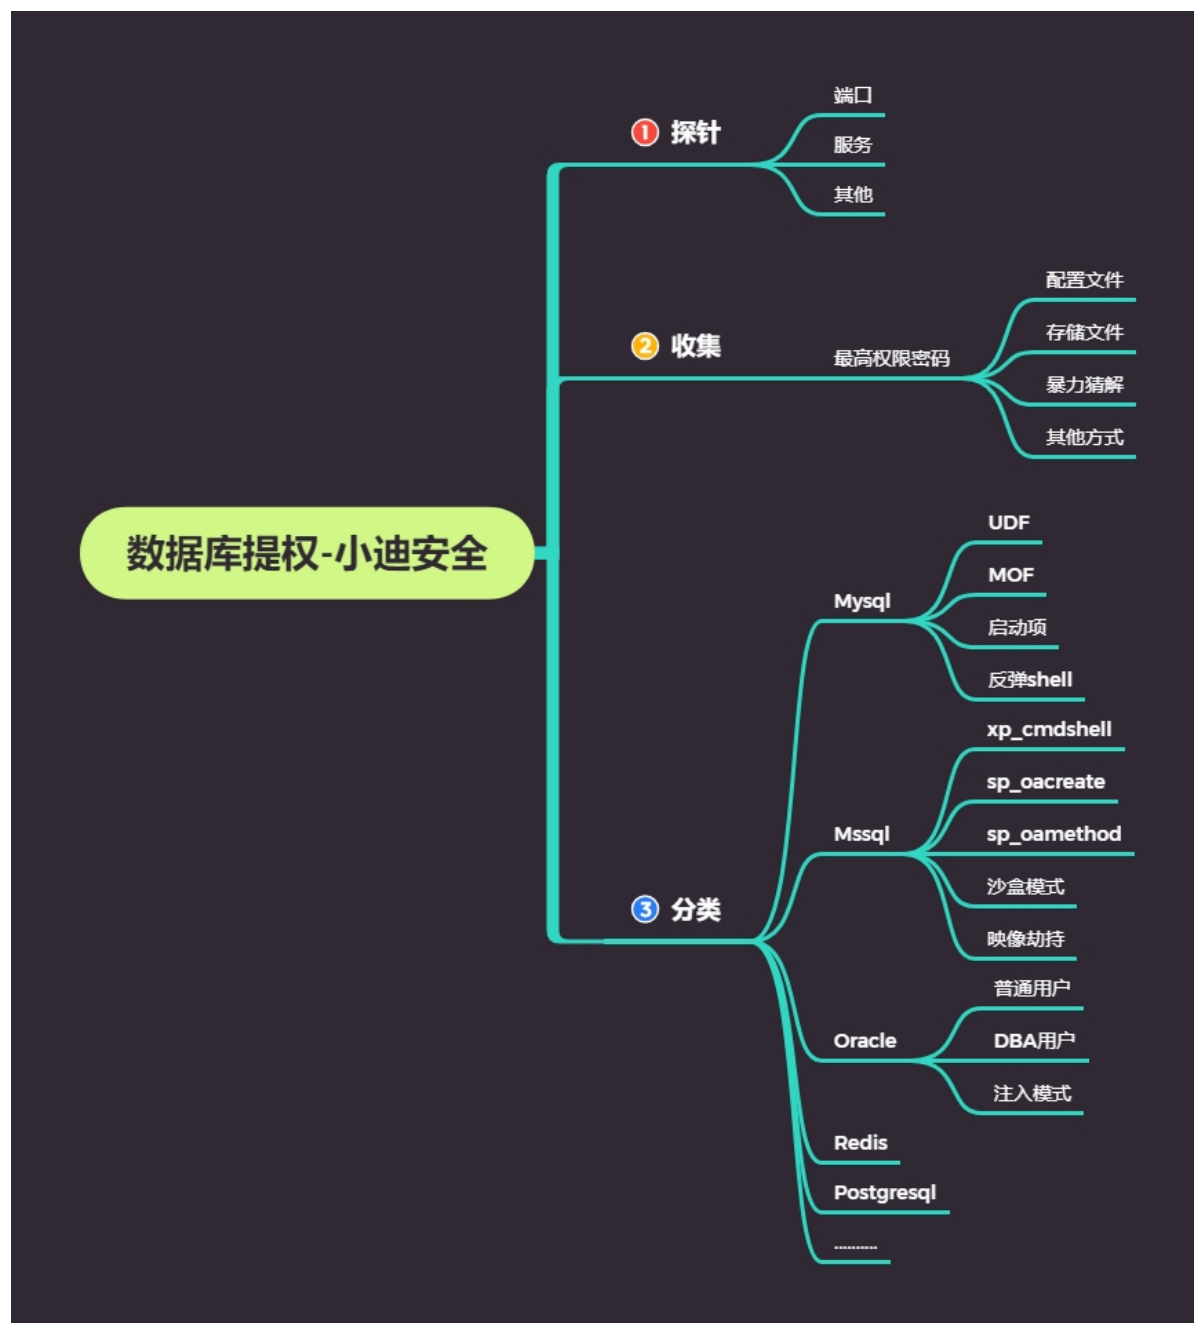 数据库提权-小迪安全
1 探针
端口
服务
其他
2 收集
最高权限密码
配置文件
存储文件
暴力猜解
其他方式
3 分类
Mysql
UDF
MOF
启动项
反弹shell
Mssql
xp_cmdshell
sp_oacreate
sp_oamethod
沙盒模式
映像劫持
Oracle
普通用户
DBA用户
注入模式
Redis
Postgresql
..........